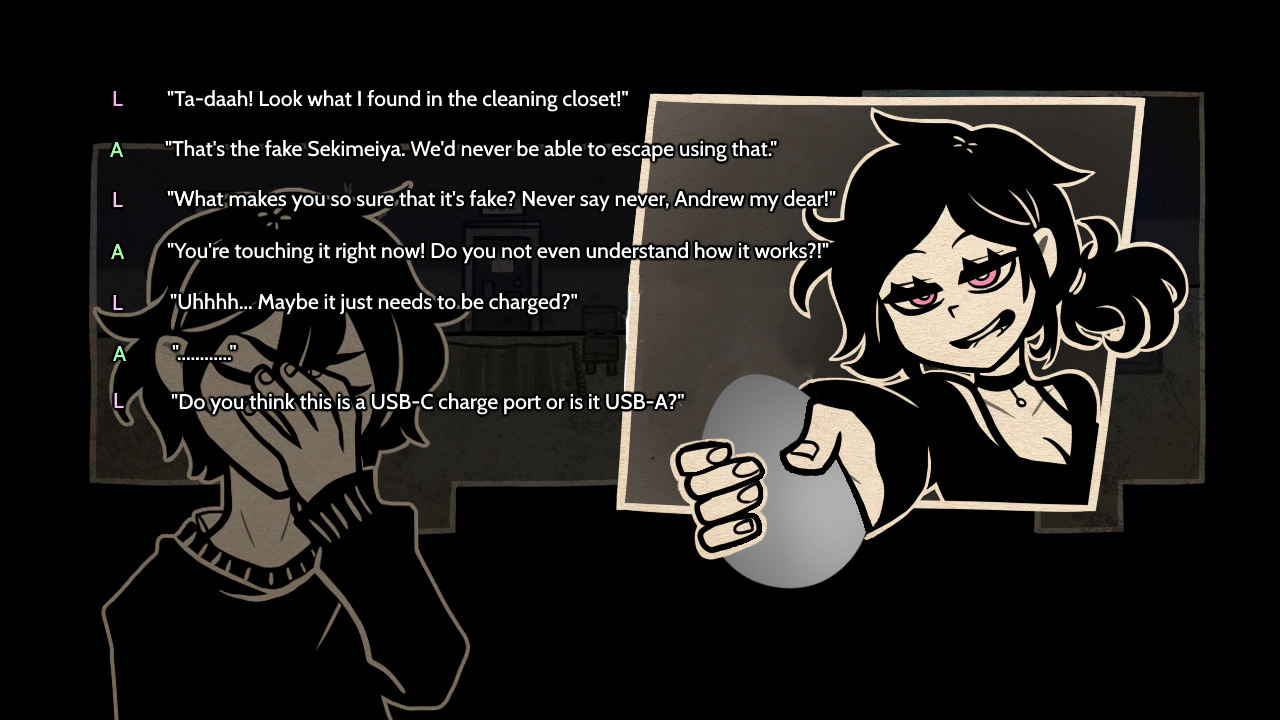 L "Ta-daah! Look what I found in the cleaning closet!"
A "That's the fake Sekimeiya. We'd never be able to escape using that."
L "What makes you so sure that it's fake? Never say never, Andrew my dear!"
A "You're touching it right now! Do you not even understand how it works?!"
L "Uhhhh... Maybe it just needs to be charged?"
A "............"
L "Do you think this is a USB-C charge port or is it USB-A?"